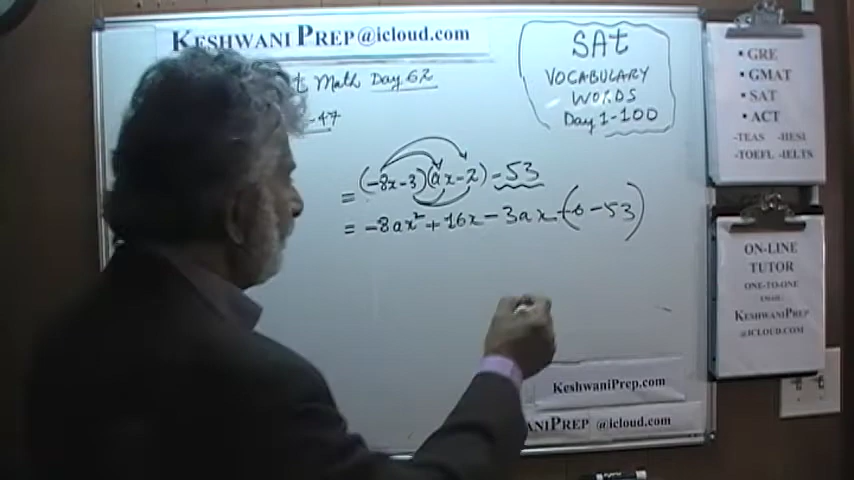 KESHWANI PREP@iCLOUD.com
t Math Day 62
-47
= (-8x-3)(ax-2) - 53
= -8ax² + 16x - 3ax + (6 - 53)
SAt
VOCABULARY
WORDS
Day 1-100
• GRE
• GMAT
• SAT
• ACT
-TEAS -HESI
-TOEFL -IELTS
ON-LINE
TUTOR
ONE-TO-ONE
EMAIL:
KESHWANIPREP
@ICLOUD.COM
KESHWANIPREP.com
ANIPREP @icloud.com